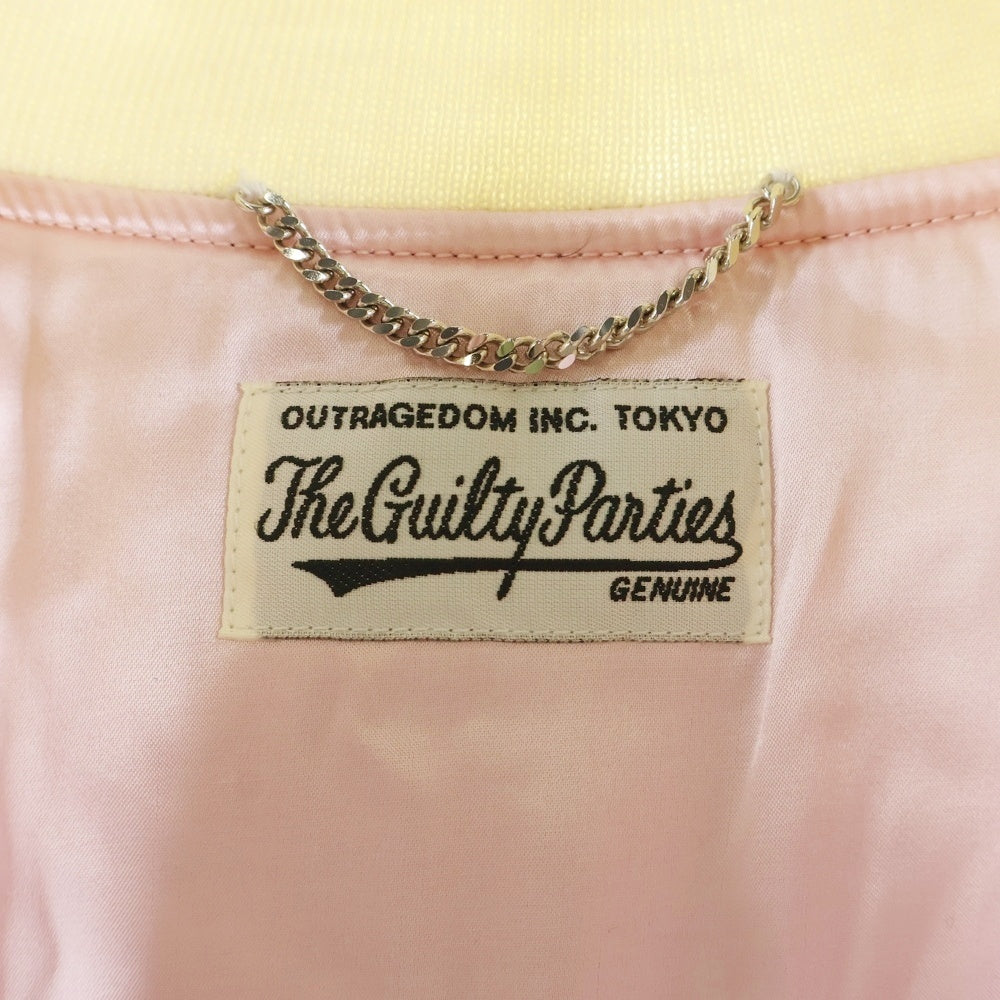 OUTRAGEDOM INC. TOKYO
The Guilty Parties
GENUINE